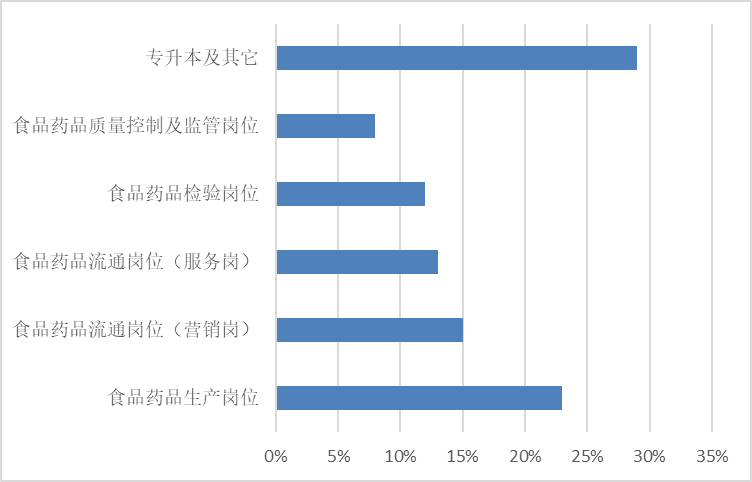 专升本及其它
食品药品质量控制及监管岗位
食品药品检验岗位
食品药品流通岗位（服务岗）
食品药品流通岗位（营销岗）
食品药品生产岗位
0% 5% 10% 15% 20% 25% 30% 35%